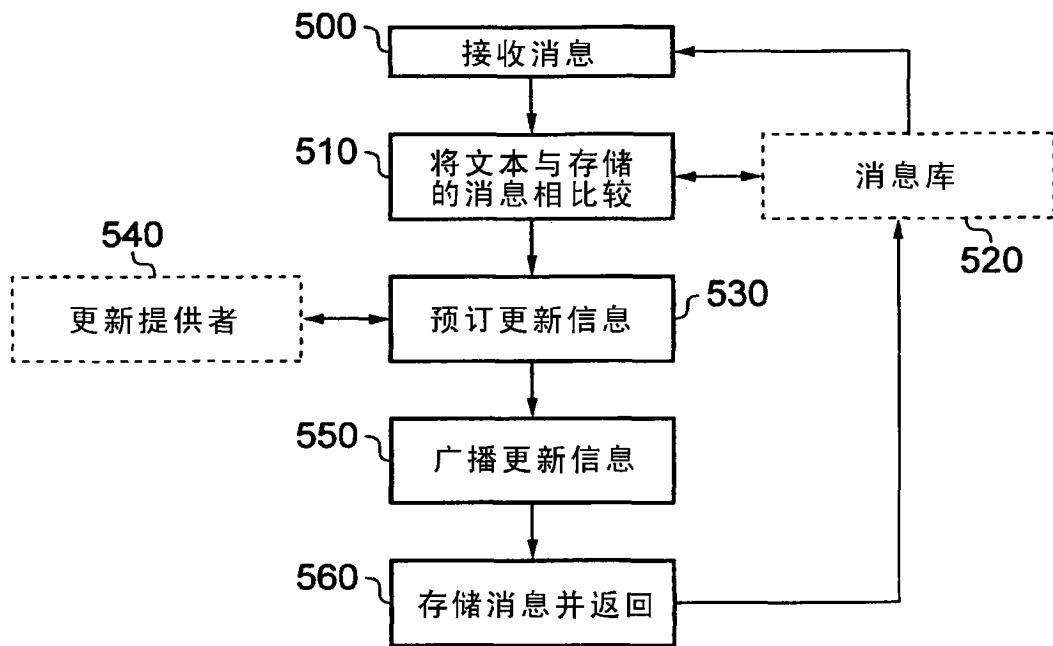 500
接收消息
510
将文本与存储
的消息相比较
消息库
520
540
更新提供者
预订更新信息
530
550
广播更新信息
560
存储消息并返回